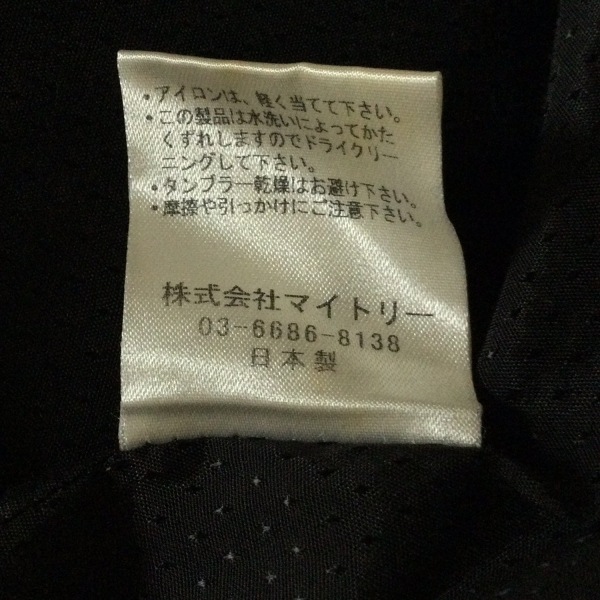 ・アイロンは、軽く当てて下さい。
・この製品は水洗いによってかた
くずれしますのでドライクリー
ニングして下さい。
・タンブラー乾燥はお避け下さい。
・摩擦や引っかけにご注意下さい。
株式会社マイトリー
03-6686-8138
日本製